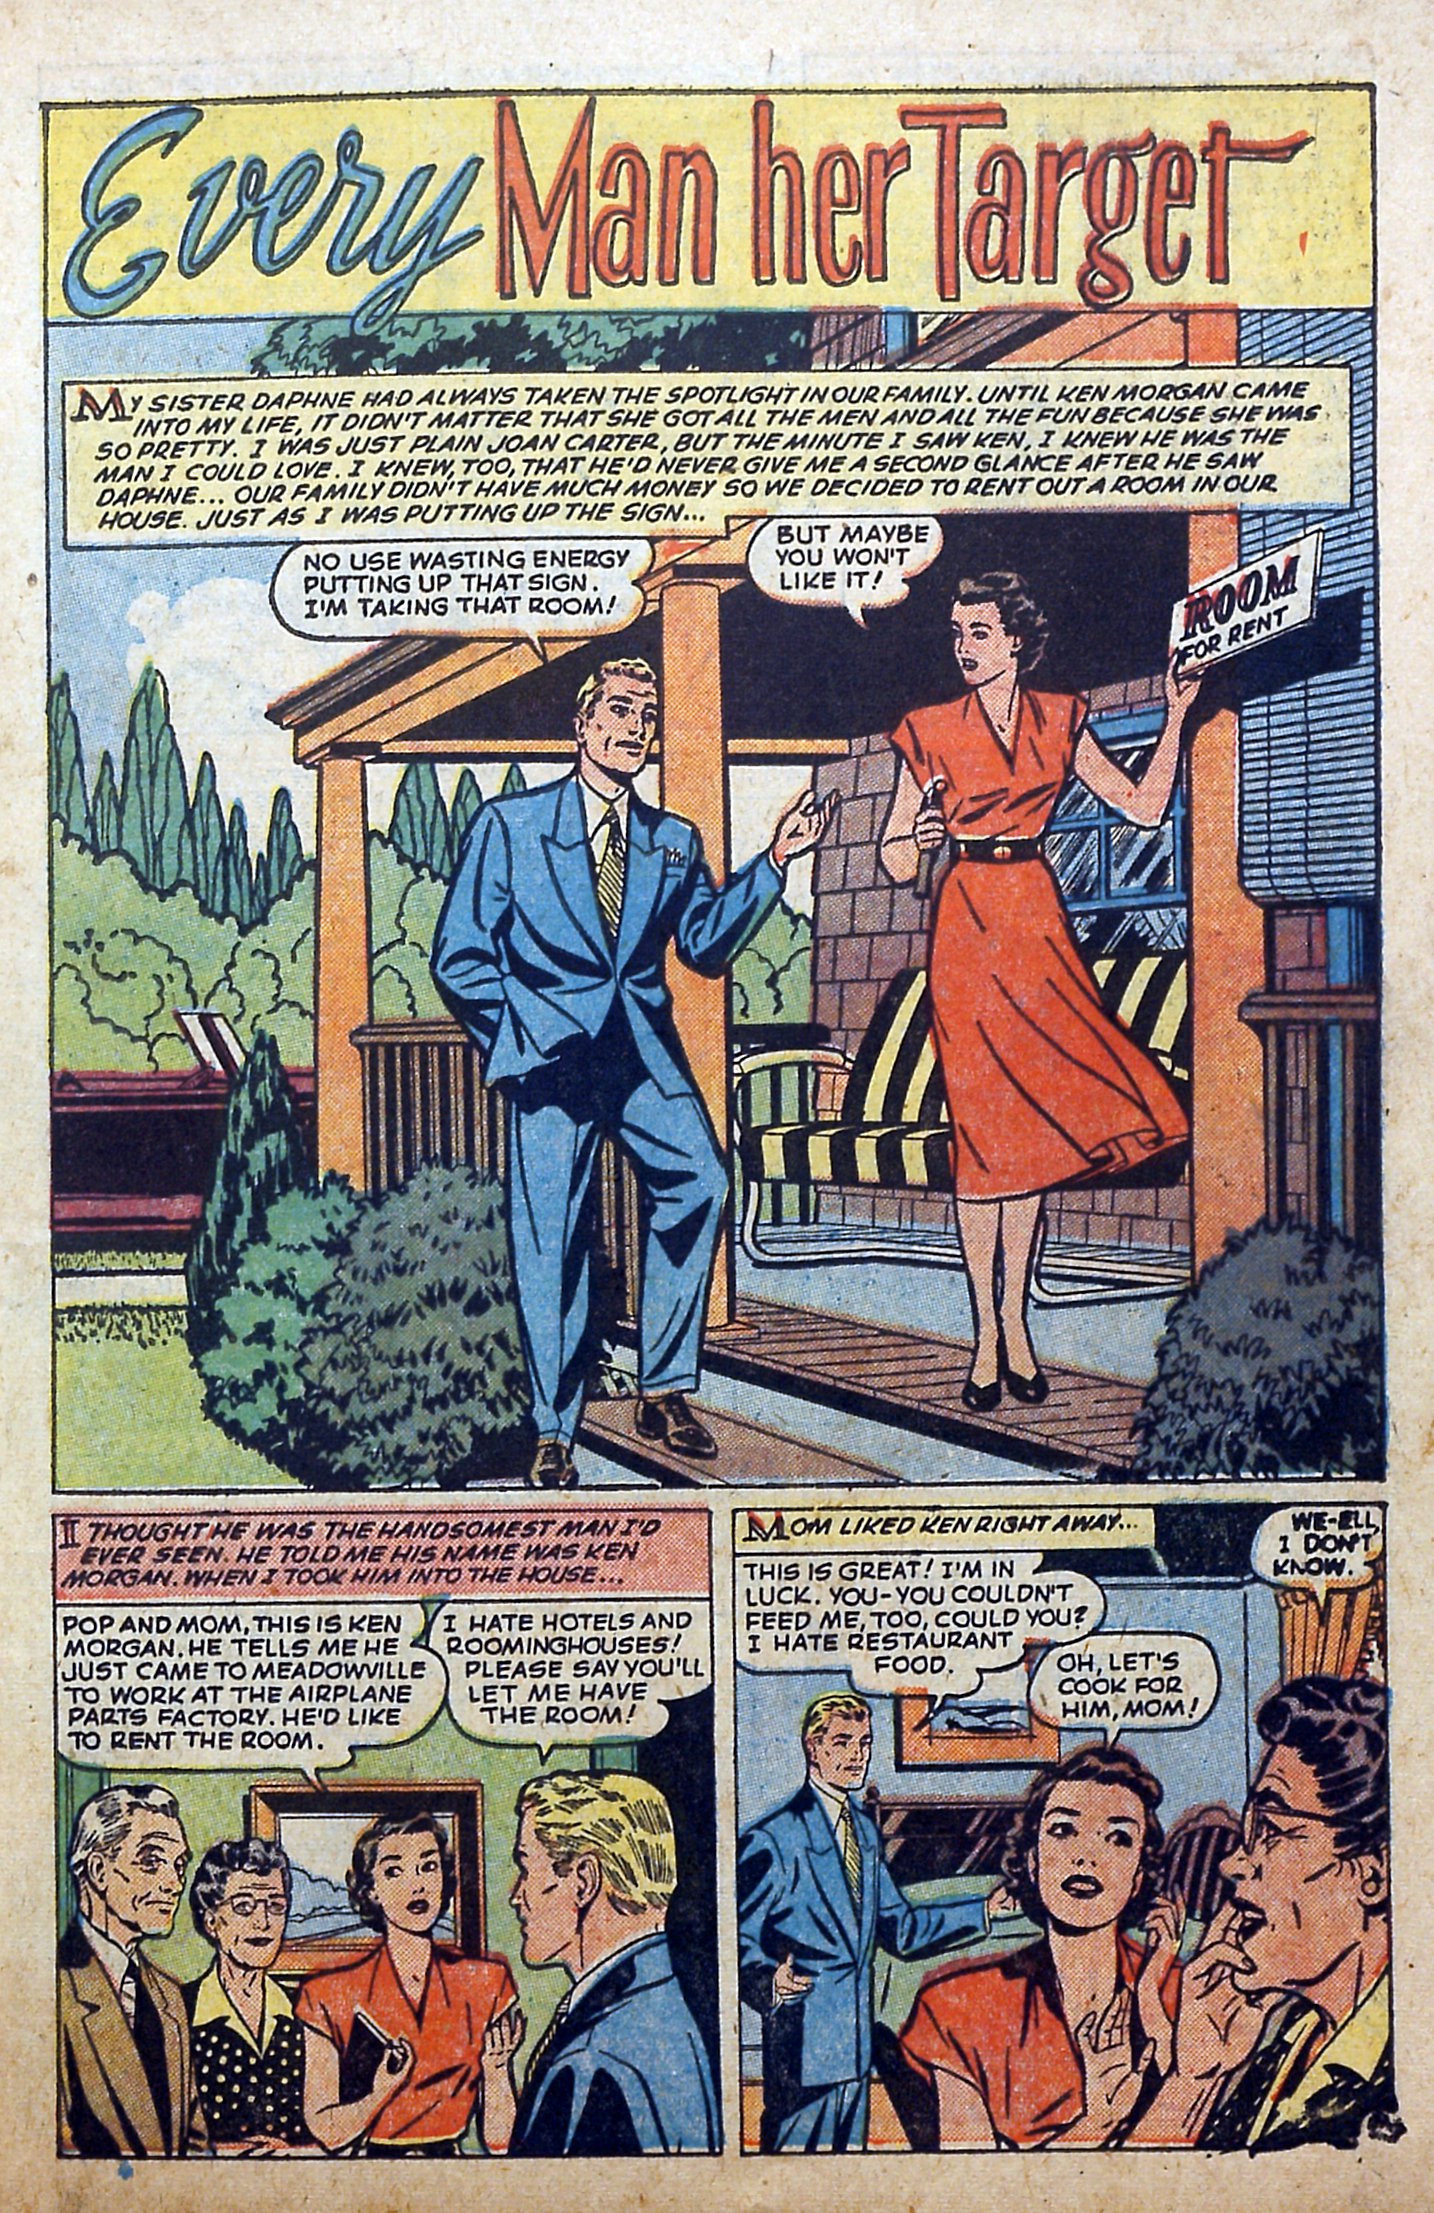 Every Man her Target
MY SISTER DAPHNE HAD ALWAYS TAKEN THE SPOTLIGHT IN OUR FAMILY. UNTIL KEN MORGAN CAME
INTO MY LIFE, IT DIDN'T MATTER THAT SHE GOT ALL THE MEN AND ALL THE FUN BECAUSE SHE WAS
SO PRETTY. I WAS JUST PLAIN JOAN CARTER, BUT THE MINUTE I SAW KEN, I KNEW HE WAS THE
MAN I COULD LOVE. I KNEW, TOO, THAT HE'D NEVER GIVE ME A SECOND GLANCE AFTER HE SAW
DAPHNE... OUR FAMILY DIDN'T HAVE MUCH MONEY SO WE DECIDED TO RENT OUT A ROOM IN OUR
HOUSE. JUST AS I WAS PUTTING UP THE SIGN...
NO USE WASTING ENERGY
PUTTING UP THAT SIGN.
I'M TAKING THAT ROOM!
BUT MAYBE
YOU WON'T
LIKE IT!
ROOM
FOR RENT
I THOUGHT HE WAS THE HANDSOMEST MAN I'D
EVER SEEN. HE TOLD ME HIS NAME WAS KEN
MORGAN. WHEN I TOOK HIM INTO THE HOUSE...
POP AND MOM, THIS IS KEN
MORGAN. HE TELLS ME HE
JUST CAME TO MEADOWVILLE
TO WORK AT THE AIRPLANE
PARTS FACTORY. HE'D LIKE
TO RENT THE ROOM.
I HATE HOTELS AND
ROOMINGHOUSES!
PLEASE SAY YOU'LL
LET ME HAVE
THE ROOM!
MOM LIKED KEN RIGHT AWAY...
THIS IS GREAT! I'M IN
LUCK. YOU-YOU COULDN'T
FEED ME, TOO, COULD YOU?
I HATE RESTAURANT
FOOD.
OH, LET'S
COOK FOR
HIM, MOM!
WE-ELL,
I DON'T
KNOW.